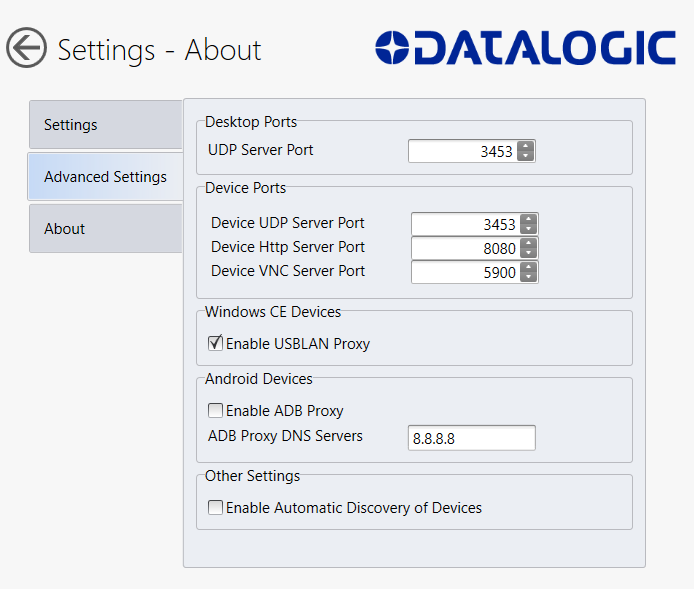 Settings - About
DATALOGIC
Settings
Advanced Settings
About
Desktop Ports
UDP Server Port 3453
Device Ports
Device UDP Server Port 3453
Device Http Server Port 8080
Device VNC Server Port 5900
Windows CE Devices
Enable USBLAN Proxy
Android Devices
Enable ADB Proxy
ADB Proxy DNS Servers 8.8.8.8
Other Settings
Enable Automatic Discovery of Devices